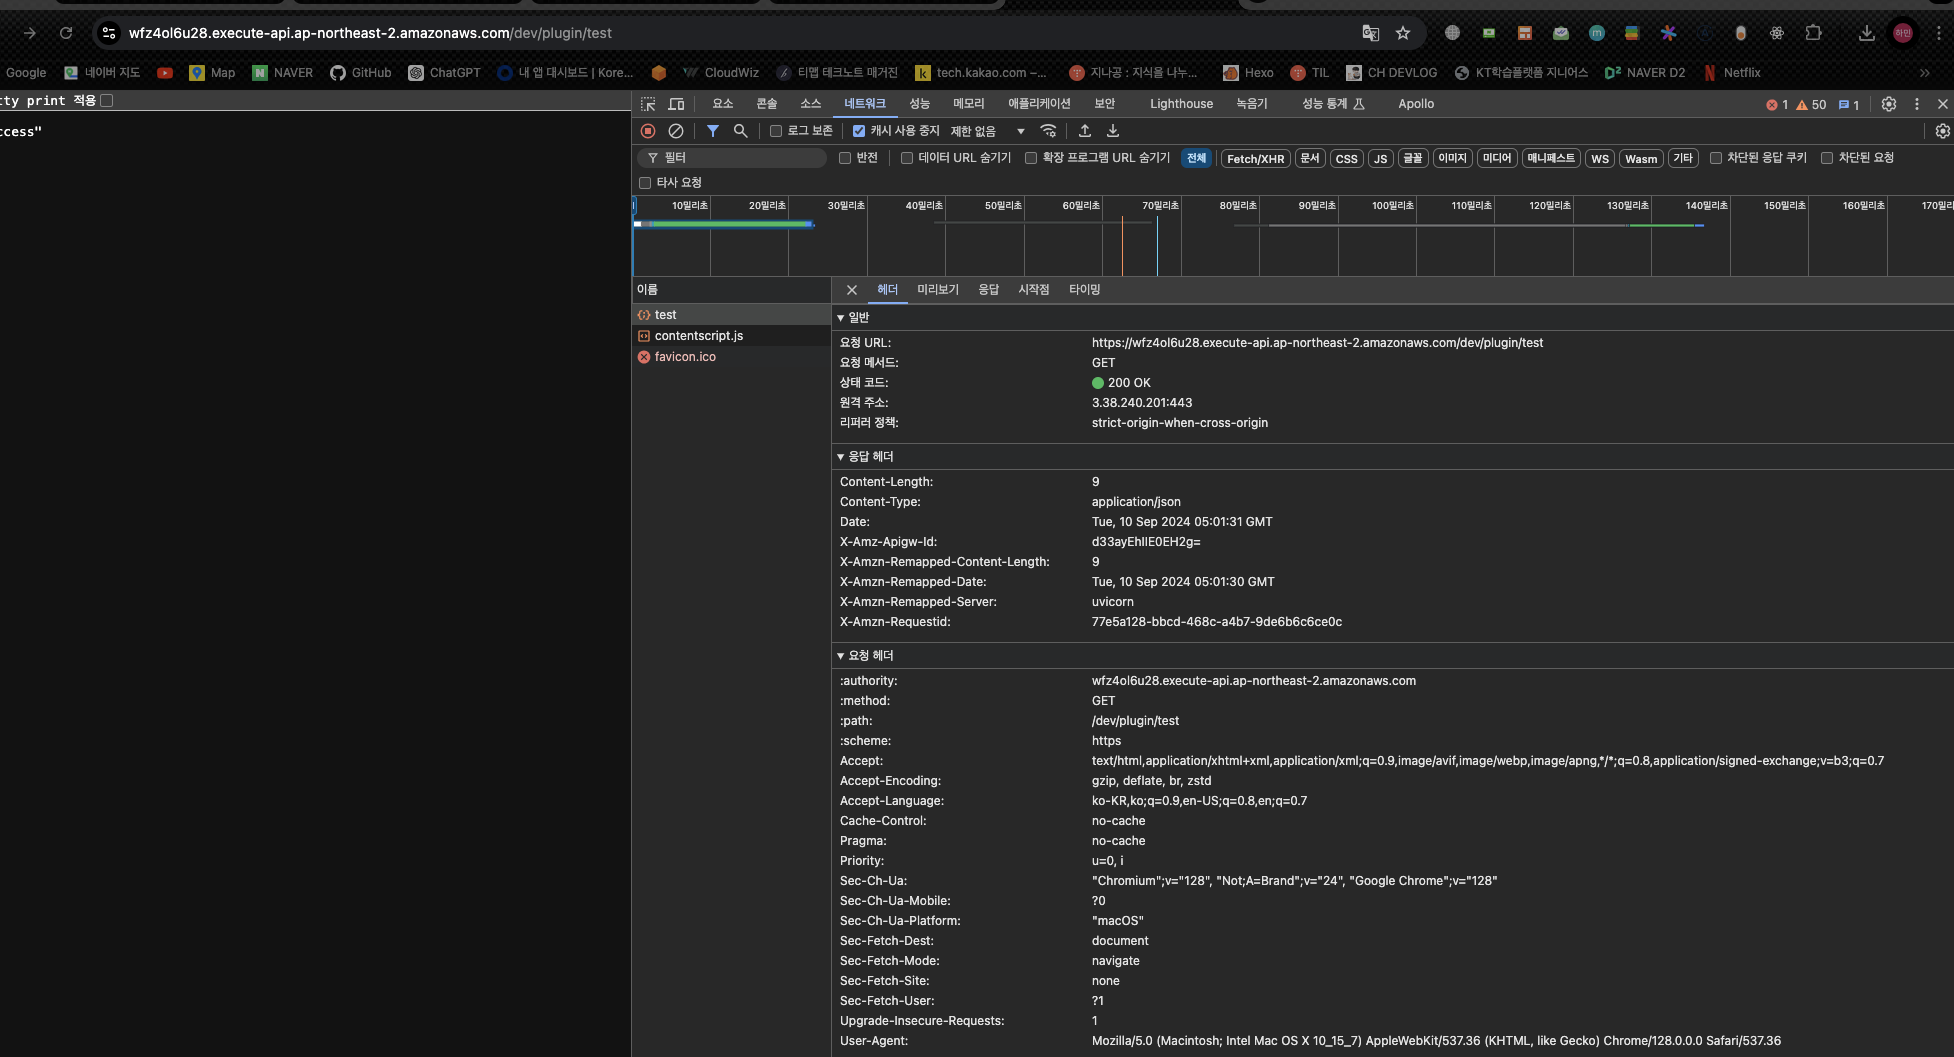 wfz4ol6u28.execute-api.ap-northeast-2.amazonaws.com/dev/plugin/test
하민
Google 네이버 지도 Map NAVER GitHub ChatGPT 내 앱 대시보드 | Kore... CloudWiz 티맵 테크노트 매거진 tech.kakao.com –... 지나공 : 지식을 나누... Hexo TIL CH DEVLOG KT학습플랫폼 지니어스 NAVER D2 Netflix
tty print 적용
ccess"
요소 콘솔 소스 네트워크 성능 메모리 애플리케이션 보안 Lighthouse 녹음기 성능 통계 Apollo 1 50 1
로그 보존 캐시 사용 중지 제한 없음
필터 반전 데이터 URL 숨기기 확장 프로그램 URL 숨기기 전체 Fetch/XHR 문서 CSS JS 글꼴 이미지 미디어 매니페스트 WS Wasm 기타 차단된 응답 쿠키 차단된 요청
타사 요청
10밀리초 20밀리초 30밀리초 40밀리초 50밀리초 60밀리초 70밀리초 80밀리초 90밀리초 100밀리초 110밀리초 120밀리초 130밀리초 140밀리초 150밀리초 160밀리초 170밀리
이름
test
contentscript.js
favicon.ico
헤더 미리보기 응답 시작점 타이밍
일반
요청 URL: https://wfz4ol6u28.execute-api.ap-northeast-2.amazonaws.com/dev/plugin/test
요청 메서드: GET
상태 코드: 200 OK
원격 주소: 3.38.240.201:443
리퍼러 정책: strict-origin-when-cross-origin
응답 헤더
Content-Length: 9
Content-Type: application/json
Date: Tue, 10 Sep 2024 05:01:31 GMT
X-Amz-Apigw-Id: d33ayEhIIE0EH2g=
X-Amzn-Remapped-Content-Length: 9
X-Amzn-Remapped-Date: Tue, 10 Sep 2024 05:01:30 GMT
X-Amzn-Remapped-Server: uvicorn
X-Amzn-Requestid: 77e5a128-bbcd-468c-a4b7-9de6b6c6ce0c
요청 헤더
:authority: wfz4ol6u28.execute-api.ap-northeast-2.amazonaws.com
:method: GET
:path: /dev/plugin/test
:scheme: https
Accept: text/html,application/xhtml+xml,application/xml;q=0.9,image/avif,image/webp,image/apng,*/*;q=0.8,application/signed-exchange;v=b3;q=0.7
Accept-Encoding: gzip, deflate, br, zstd
Accept-Language: ko-KR,ko;q=0.9,en-US;q=0.8,en;q=0.7
Cache-Control: no-cache
Pragma: no-cache
Priority: u=0, i
Sec-Ch-Ua: "Chromium";v="128", "Not;A=Brand";v="24", "Google Chrome";v="128"
Sec-Ch-Ua-Mobile: ?0
Sec-Ch-Ua-Platform: "macOS"
Sec-Fetch-Dest: document
Sec-Fetch-Mode: navigate
Sec-Fetch-Site: none
Sec-Fetch-User: ?1
Upgrade-Insecure-Requests: 1
User-Agent: Mozilla/5.0 (Macintosh; Intel Mac OS X 10_15_7) AppleWebKit/537.36 (KHTML, like Gecko) Chrome/128.0.0.0 Safari/537.36